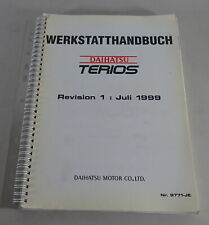 WERKSTATTHANDBUCH
DAIHATSU
TERIOS
Revision 1 : Juli 1999
DAIHATSU MOTOR CO.,LTD.
Nr. 9771-JE